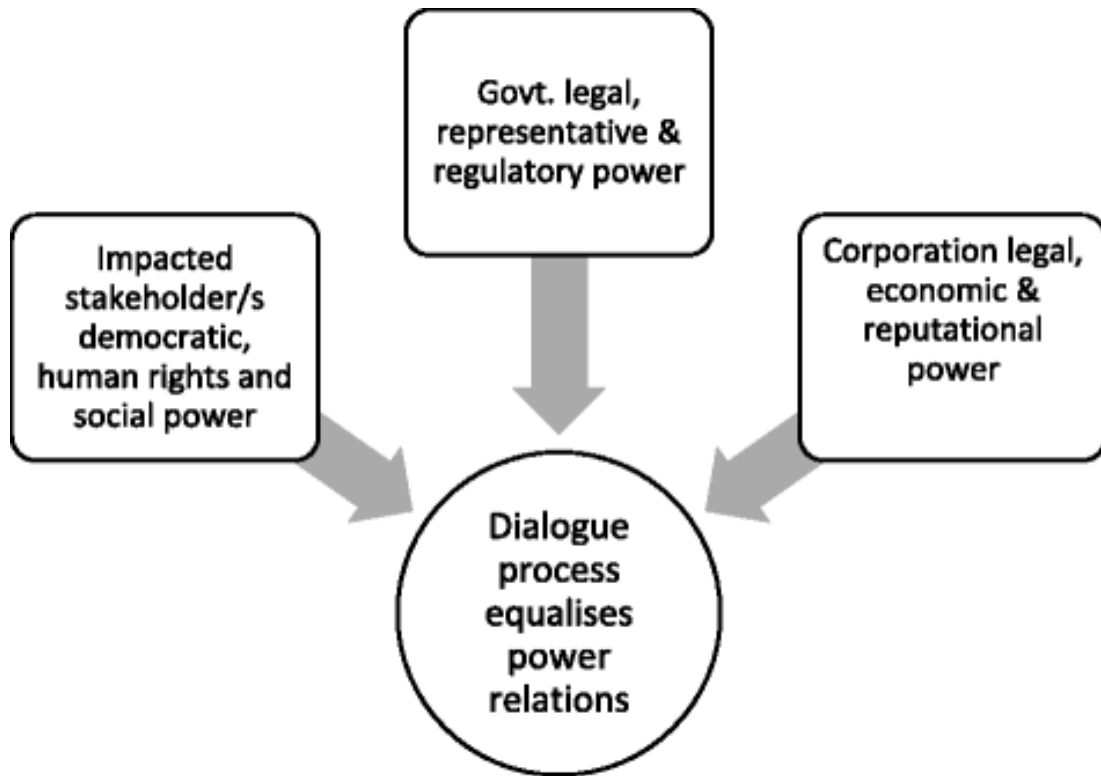 Govt. legal,
representative &
regulatory power
Impacted
stakeholder/s
democratic,
human rights and
social power
Corporation legal,
economic &
reputational
power
Dialogue
process
equalises
power
relations